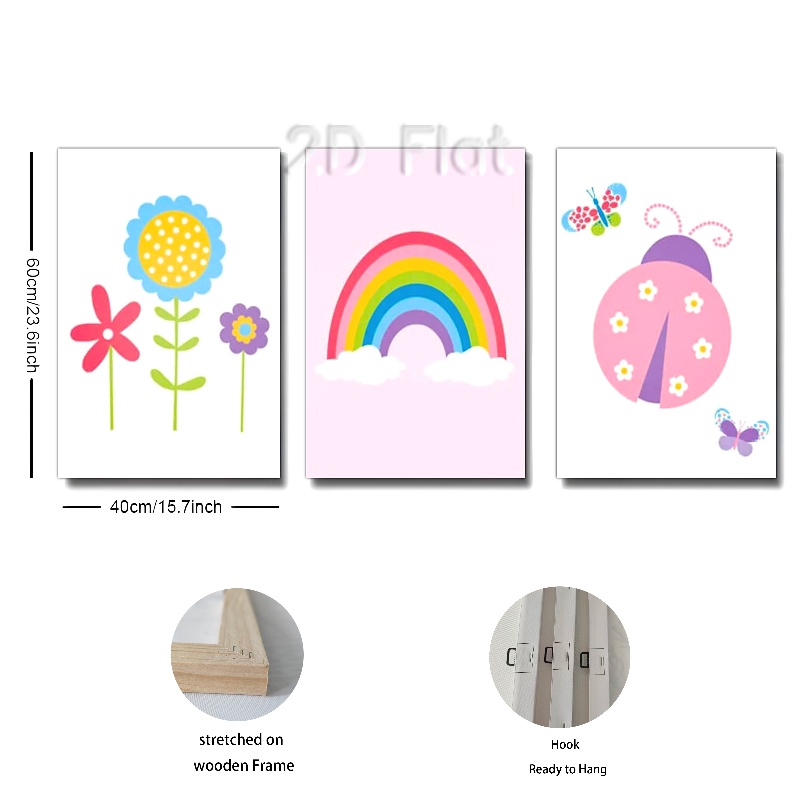 2D Flat
60cm/23.6inch
40cm/15.7inch
stretched on
wooden Frame
Hook
Ready to Hang